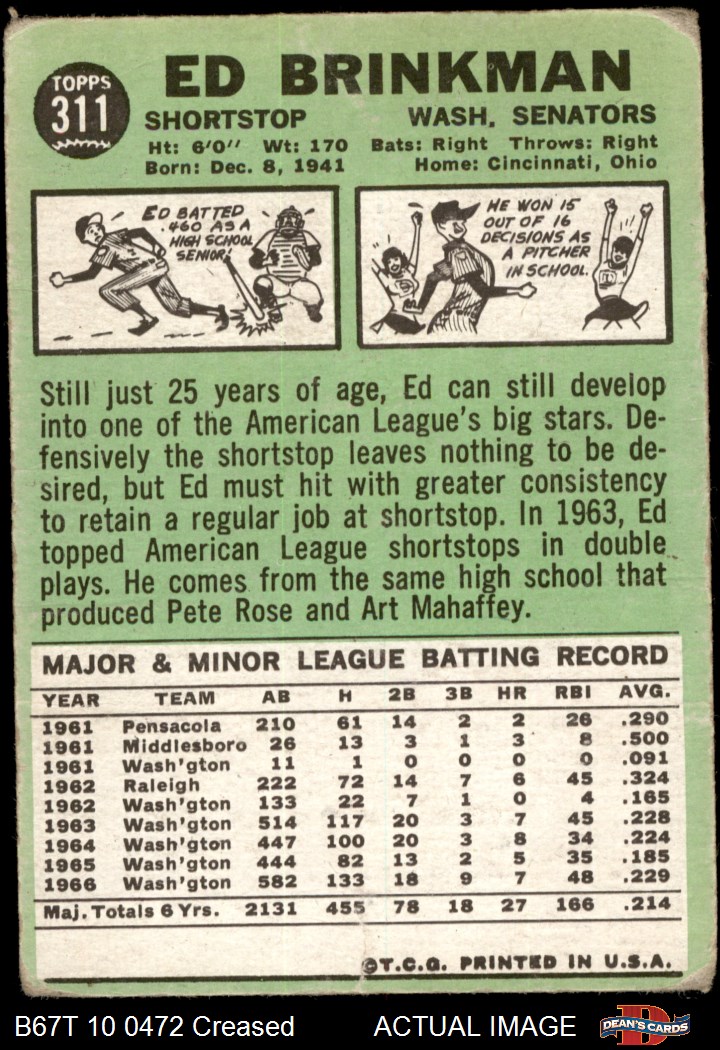 TOPPS
311
ED BRINKMAN
SHORTSTOP WASH. SENATORS
Ht: 6'0" Wt: 170 Bats: Right Throws: Right
Born: Dec. 8, 1941 Home: Cincinnati, Ohio
ED BATTED
.460 AS A
HIGH SCHOOL
SENIOR!
HE WON 15
OUT OF 16
DECISIONS AS
A PITCHER
IN SCHOOL.
Still just 25 years of age, Ed can still develop
into one of the American League's big stars. De-
fensively the shortstop leaves nothing to be de-
sired, but Ed must hit with greater consistency
to retain a regular job at shortstop. In 1963, Ed
topped American League shortstops in double
plays. He comes from the same high school that
produced Pete Rose and Art Mahaffey.
MAJOR & MINOR LEAGUE BATTING RECORD
YEAR TEAM AB H 2B 3B HR RBI AVG.
1961 Pensacola 210 61 14 2 2 26 .290
1961 Middlesboro 26 13 3 1 3 8 .500
1961 Wash'gton 11 1 0 0 0 0 .091
1962 Raleigh 222 72 14 7 6 45 .324
1962 Wash'gton 133 22 7 1 0 4 .165
1963 Wash'gton 514 117 20 3 7 45 .228
1964 Wash'gton 447 100 20 3 8 34 .224
1965 Wash'gton 444 82 13 2 5 35 .185
1966 Wash'gton 582 133 18 9 7 48 .229
Maj. Totals 6 Yrs. 2131 455 78 18 27 166 .214
©T.C.G. PRINTED IN U.S.A.
B67T 10 0472 Creased ACTUAL IMAGE DEAN'S CARDS